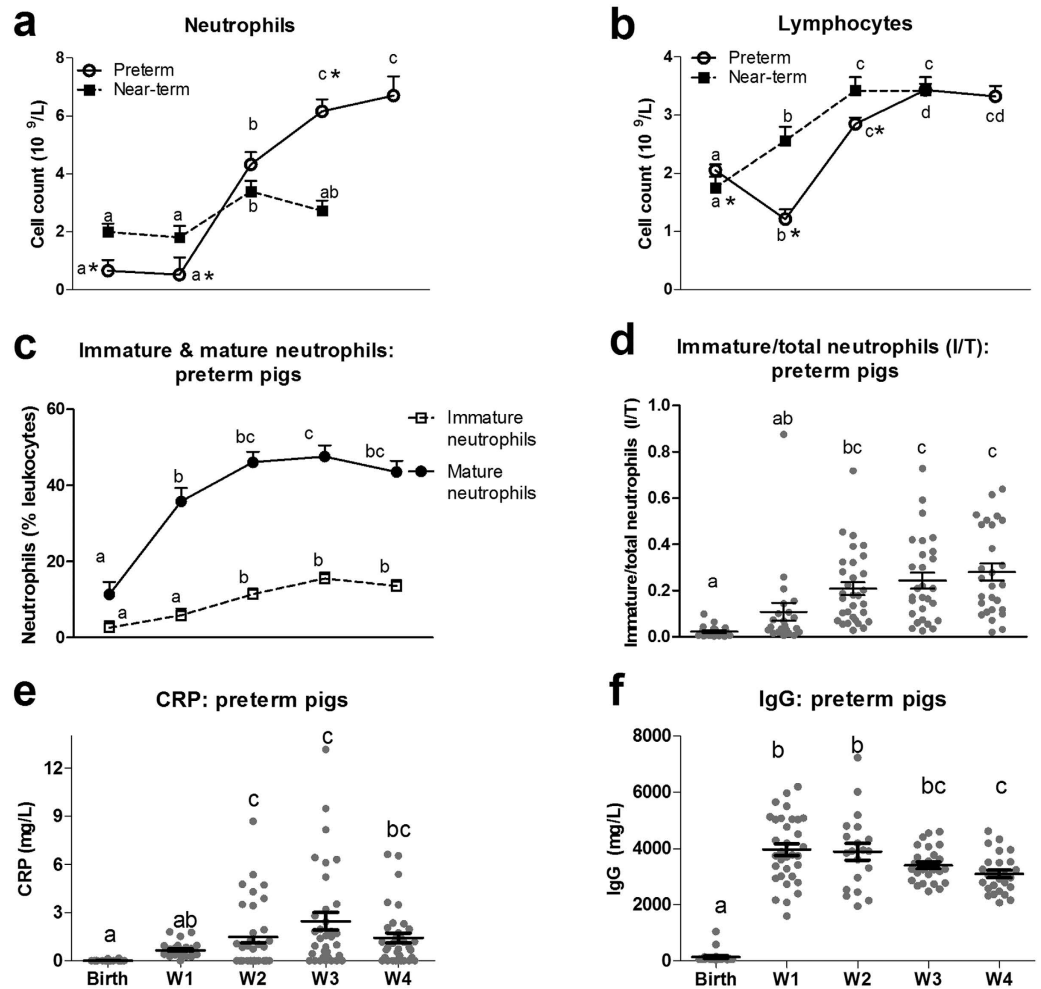 a
Neutrophils
Preterm
Near-term
Cell count (10 9/L)
8
6
4
2
0
a
a
b
c *
c
a *
a *
b
ab
b
Lymphocytes
Preterm
Near-term
Cell count (10 9/L)
4
3
2
1
0
a
b
c
c
a *
b *
c*
d
cd
c
Immature & mature neutrophils:
preterm pigs
Neutrophils (% leukocytes)
60
40
20
0
Immature
neutrophils
Mature
neutrophils
a
b
bc
c
bc
a
a
b
b
b
d
Immature/total neutrophils (I/T):
preterm pigs
Immature/total neutrophils (I/T)
1.0
0.8
0.6
0.4
0.2
0.0
a
ab
bc
c
c
e
CRP: preterm pigs
CRP (mg/L)
12
9
6
3
0
a
ab
c
c
bc
Birth W1 W2 W3 W4
f
IgG: preterm pigs
IgG (mg/L)
8000
6000
4000
2000
0
a
b
b
bc
c
Birth W1 W2 W3 W4